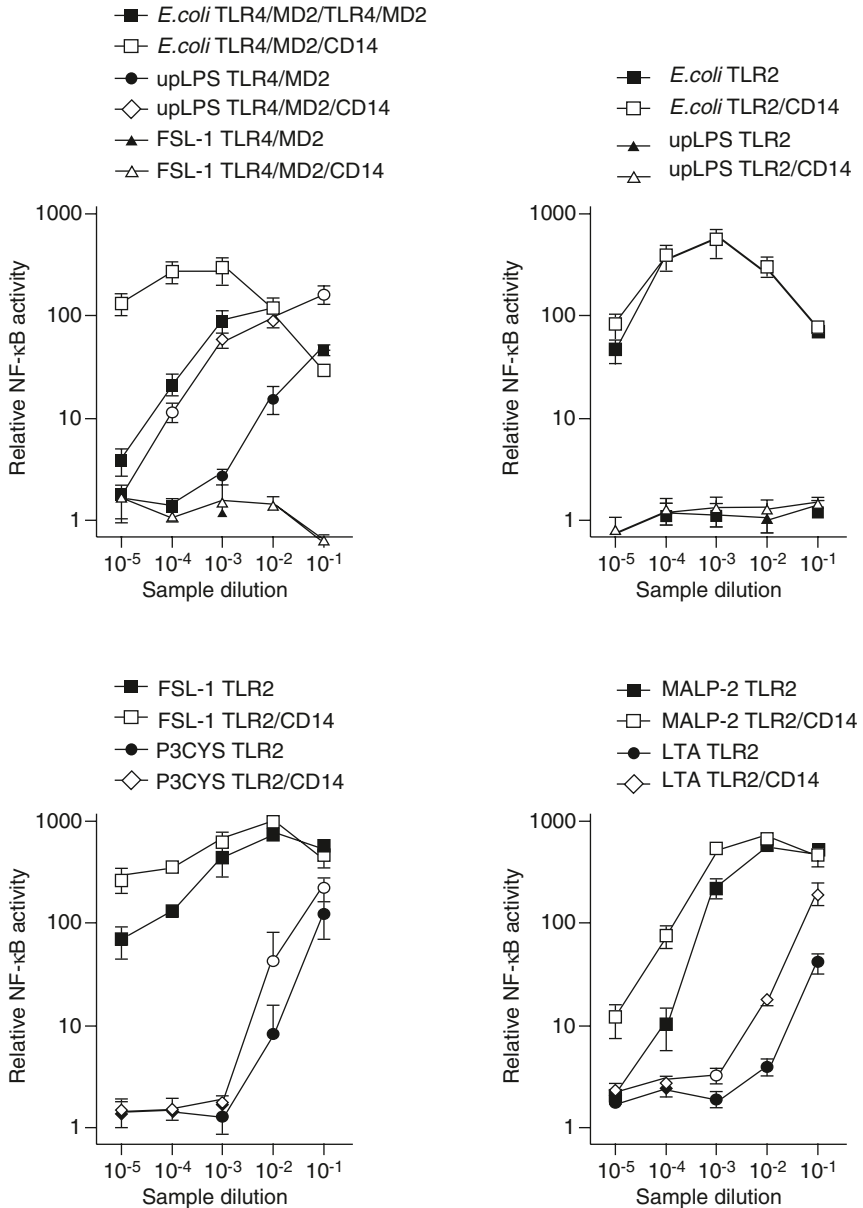 E.coli TLR4/MD2/TLR4/MD2
E.coli TLR4/MD2/CD14
upLPS TLR4/MD2
upLPS TLR4/MD2/CD14
FSL-1 TLR4/MD2
FSL-1 TLR4/MD2/CD14
Relative NF-κB activity
1000
100
10
1
10⁻⁵ 10⁻⁴ 10⁻³ 10⁻² 10⁻¹
Sample dilution
E.coli TLR2
E.coli TLR2/CD14
upLPS TLR2
upLPS TLR2/CD14
Relative NF-κB activity
1000
100
10
1
10⁻⁵ 10⁻⁴ 10⁻³ 10⁻² 10⁻¹
Sample dilution
FSL-1 TLR2
FSL-1 TLR2/CD14
P3CYS TLR2
P3CYS TLR2/CD14
Relative NF-κB activity
1000
100
10
1
10⁻⁵ 10⁻⁴ 10⁻³ 10⁻² 10⁻¹
Sample dilution
MALP-2 TLR2
MALP-2 TLR2/CD14
LTA TLR2
LTA TLR2/CD14
Relative NF-κB activity
1000
100
10
1
10⁻⁵ 10⁻⁴ 10⁻³ 10⁻² 10⁻¹
Sample dilution